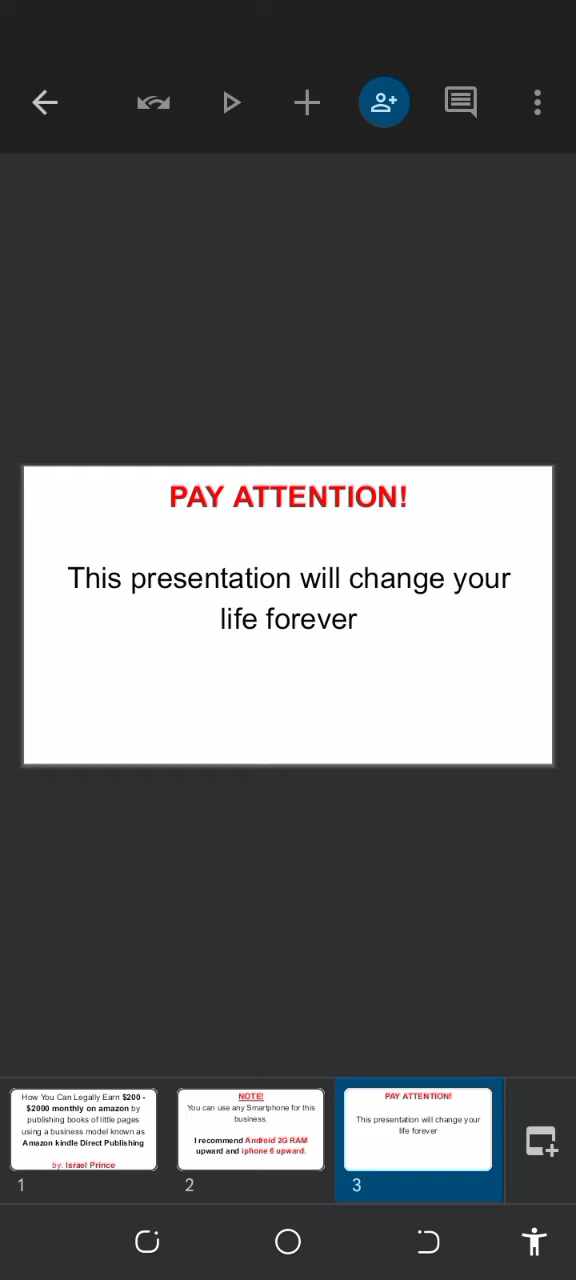 PAY ATTENTION!
This presentation will change your
life forever
How You Can Legally Earn $200 -
$2000 monthly on amazon by
publishing books of little pages
using a business model known as
Amazon kindle Direct Publishing
by: Israel Prince
1
NOTE!
You can use any Smartphone for this
business.
I recommend Android 2G RAM
upward and iphone 6 upward.
2
PAY ATTENTION!
This presentation will change your
life forever
3